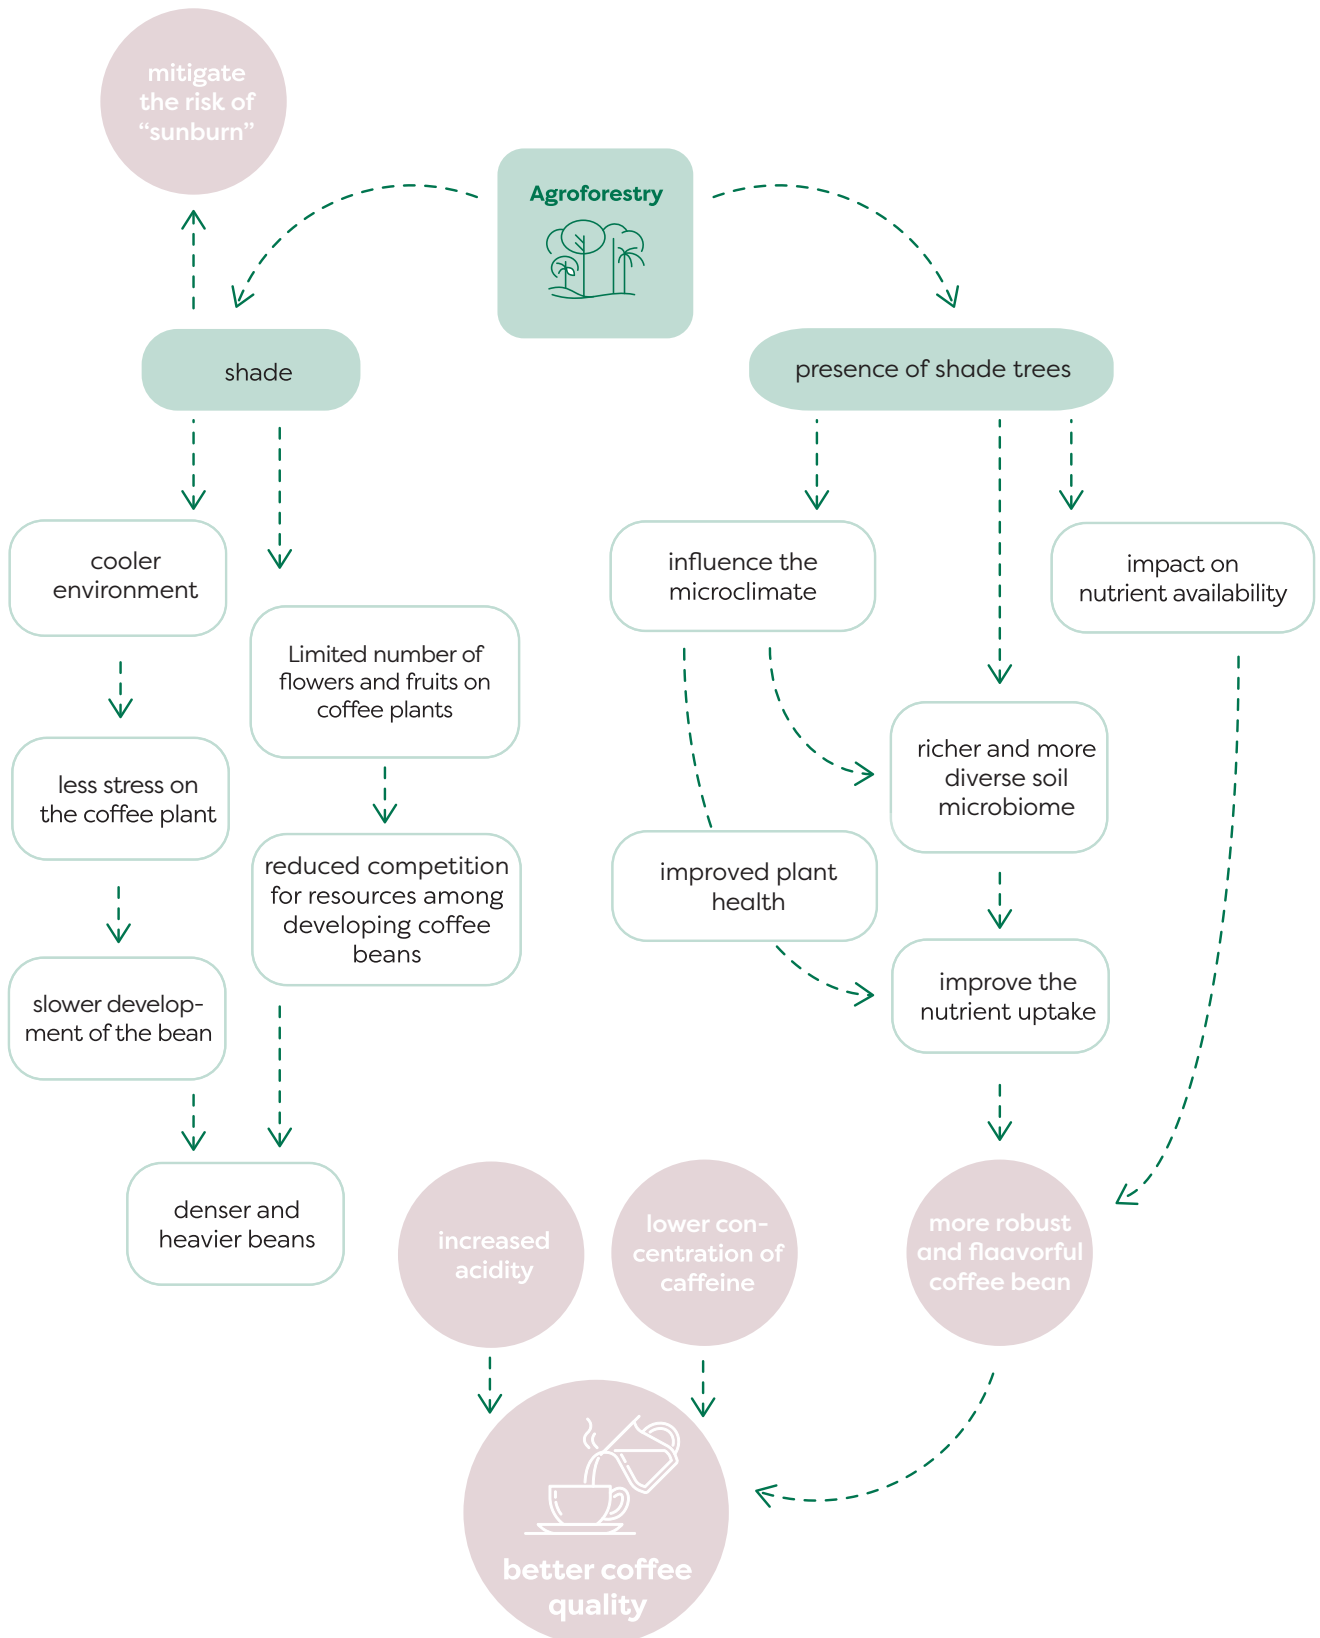 mitigate
the risk of
“sunburn”
Agroforestry
shade
presence of shade trees
cooler
environment
influence the
microclimate
impact on
nutrient availability
Limited number of
flowers and fruits on
coffee plants
less stress on
the coffee plant
richer and more
diverse soil
microbiome
reduced competition
for resources among
developing coffee
beans
improved plant
health
slower develop-
ment of the bean
improve the
nutrient uptake
denser and
heavier beans
increased
acidity
lower con-
centration of
caffeine
more robust
and flaavorful
coffee bean
better coffee
quality